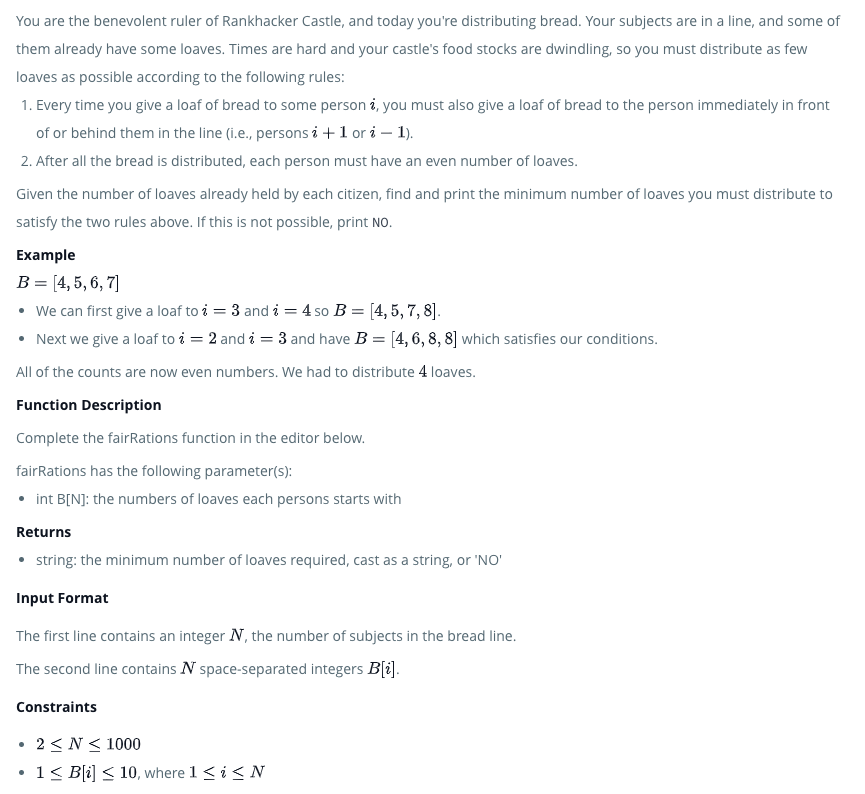 You are the benevolent ruler of Rankhacker Castle, and today you're distributing bread. Your subjects are in a line, and some of
them already have some loaves. Times are hard and your castle's food stocks are dwindling, so you must distribute as few
loaves as possible according to the following rules:
1. Every time you give a loaf of bread to some person i, you must also give a loaf of bread to the person immediately in front
of or behind them in the line (i.e., persons i + 1 or i − 1).
2. After all the bread is distributed, each person must have an even number of loaves.
Given the number of loaves already held by each citizen, find and print the minimum number of loaves you must distribute to
satisfy the two rules above. If this is not possible, print NO.
Example
B = [4, 5, 6, 7]
• We can first give a loaf to i = 3 and i = 4 so B = [4, 5, 7, 8].
• Next we give a loaf to i = 2 and i = 3 and have B = [4, 6, 8, 8] which satisfies our conditions.
All of the counts are now even numbers. We had to distribute 4 loaves.
Function Description
Complete the fairRations function in the editor below.
fairRations has the following parameter(s):
• int B[N]: the numbers of loaves each persons starts with
Returns
• string: the minimum number of loaves required, cast as a string, or 'NO'
Input Format
The first line contains an integer N, the number of subjects in the bread line.
The second line contains N space-separated integers B[i].
Constraints
• 2 ≤ N ≤ 1000
• 1 ≤ B[i] ≤ 10, where 1 ≤ i ≤ N